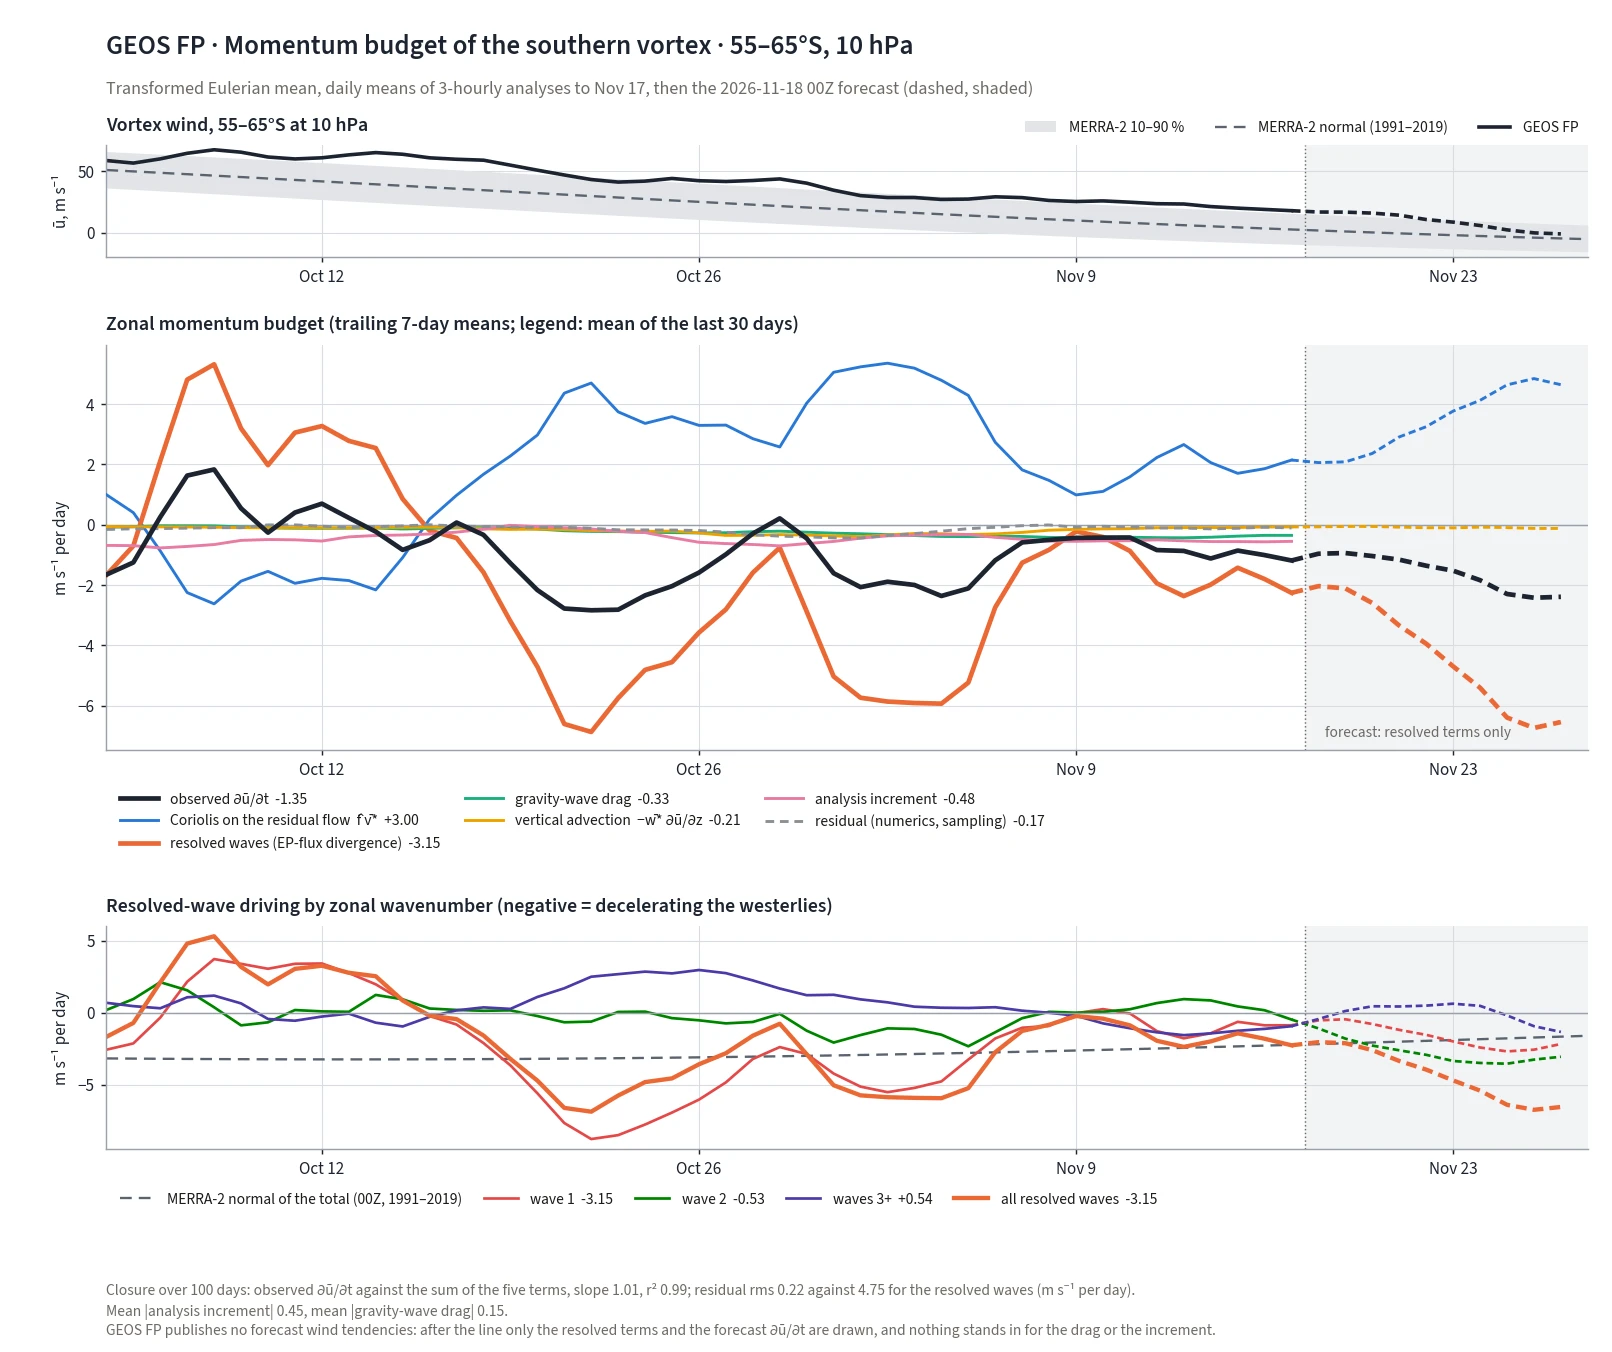 GEOS FP · Momentum budget of the southern vortex · 55–65°S, 10 hPa
Transformed Eulerian mean, daily means of 3-hourly analyses to Nov 17, then the 2026-11-18 00Z forecast (dashed, shaded)
Vortex wind, 55–65°S at 10 hPa
MERRA-2 10–90 %
MERRA-2 normal (1991–2019)
GEOS FP
ū, m s⁻¹
50
0
Oct 12
Oct 26
Nov 9
Nov 23
Zonal momentum budget (trailing 7-day means; legend: mean of the last 30 days)
m s⁻¹ per day
4
2
0
−2
−4
−6
forecast: resolved terms only
Oct 12
Oct 26
Nov 9
Nov 23
observed ∂ū/∂t -1.35
gravity-wave drag -0.33
analysis increment -0.48
Coriolis on the residual flow f v̄* +3.00
vertical advection −w̄* ∂ū/∂z -0.21
residual (numerics, sampling) -0.17
resolved waves (EP-flux divergence) -3.15
Resolved-wave driving by zonal wavenumber (negative = decelerating the westerlies)
m s⁻¹ per day
5
0
−5
Oct 12
Oct 26
Nov 9
Nov 23
MERRA-2 normal of the total (00Z, 1991–2019)
wave 1 -3.15
wave 2 -0.53
waves 3+ +0.54
all resolved waves -3.15
Closure over 100 days: observed ∂ū/∂t against the sum of the five terms, slope 1.01, r² 0.99; residual rms 0.22 against 4.75 for the resolved waves (m s⁻¹ per day).
Mean |analysis increment| 0.45, mean |gravity-wave drag| 0.15.
GEOS FP publishes no forecast wind tendencies: after the line only the resolved terms and the forecast ∂ū/∂t are drawn, and nothing stands in for the drag or the increment.